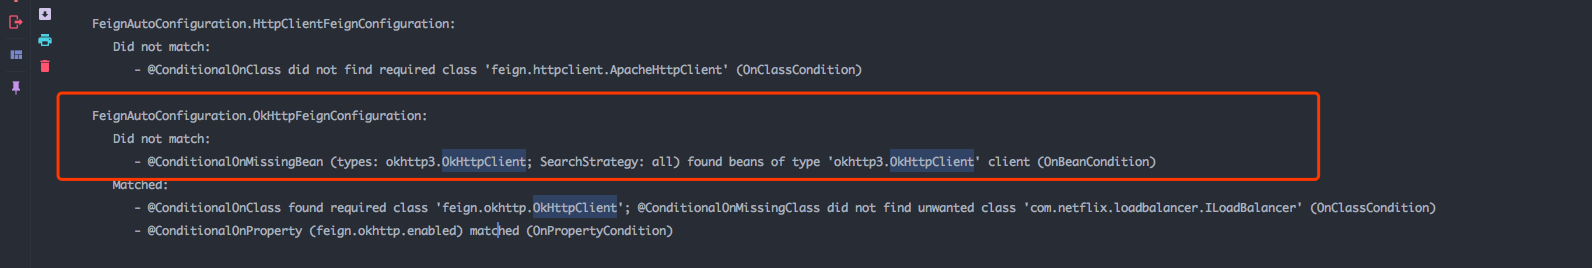 FeignAutoConfiguration.HttpClientFeignConfiguration:
Did not match:
- @ConditionalOnClass did not find required class 'feign.httpclient.ApacheHttpClient' (OnClassCondition)
FeignAutoConfiguration.OkHttpFeignConfiguration:
Did not match:
- @ConditionalOnMissingBean (types: okhttp3.OkHttpClient; SearchStrategy: all) found beans of type 'okhttp3.OkHttpClient' client (OnBeanCondition)
Matched:
- @ConditionalOnClass found required class 'feign.okhttp.OkHttpClient'; @ConditionalOnMissingClass did not find unwanted class 'com.netflix.loadbalancer.ILoadBalancer' (OnClassCondition)
- @ConditionalOnProperty (feign.okhttp.enabled) matched (OnPropertyCondition)